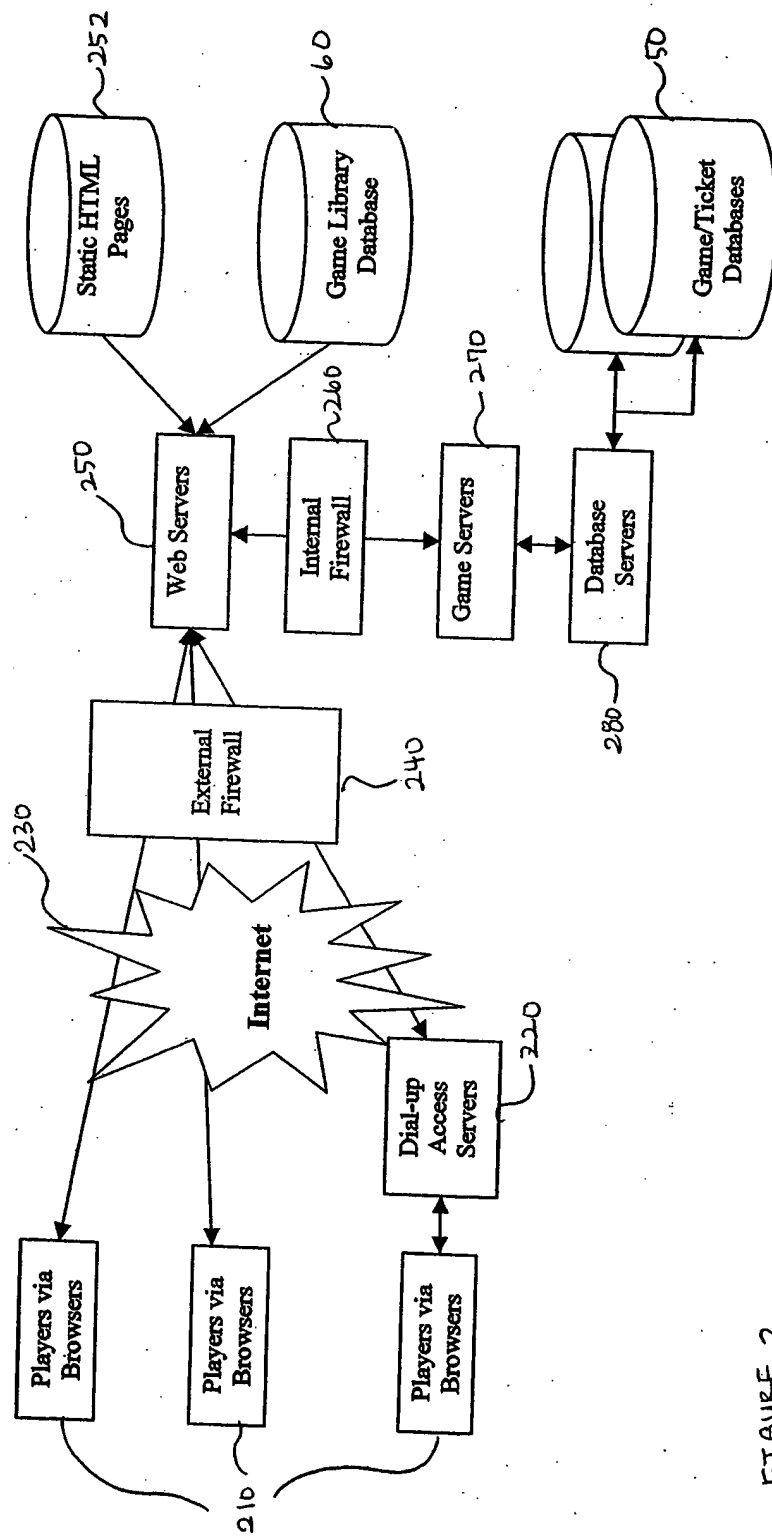 Players via
Browsers
Players via
Browsers
Players via
Browsers
210
Dial-up
Access
Servers
220
Internet
230
External
Firewall
240
Web Servers
250
Static HTML
Pages
252
Game Library
Database
60
Internal
Firewall
260
Game Servers
270
Database
Servers
280
Game/Ticket
Databases
50
FIGURE 2